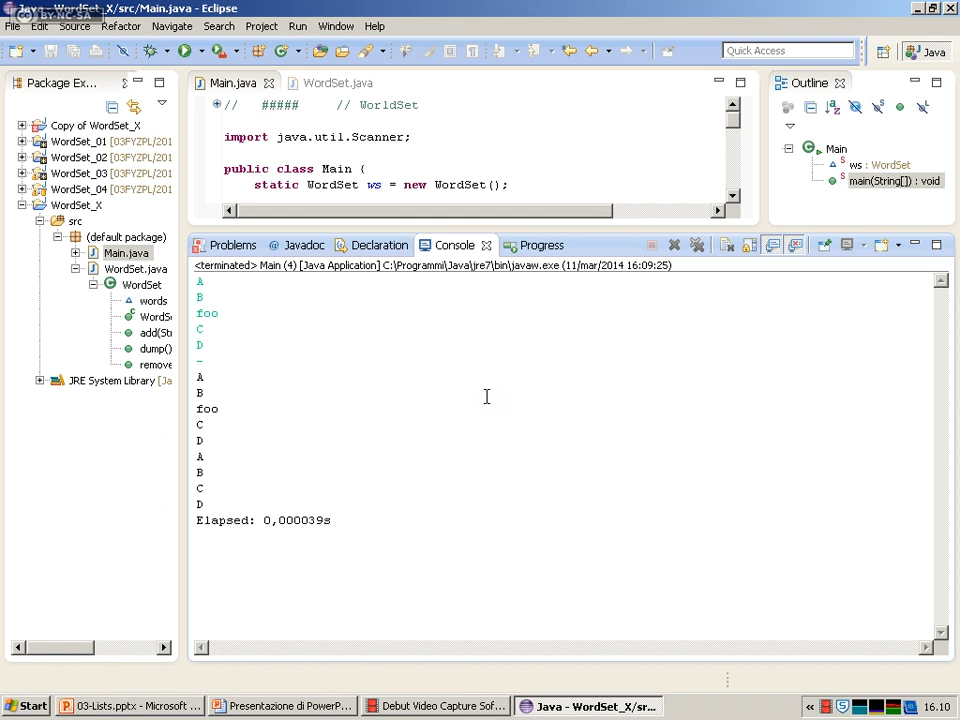 Java - WordSet_X/src/Main.java - Eclipse
BY-NC-SA
File Edit Source Refactor Navigate Search Project Run Window Help
Quick Access
Java
Package Ex...
Copy of WordSet_X
WordSet_01 [03FYZPL/201
WordSet_02 [03FYZPL/201
WordSet_03 [03FYZPL/201
WordSet_04 [03FYZPL/201
WordSet_X
src
(default package)
Main.java
WordSet.java
WordSet
words
WordSe
add(Str
dump()
remove
JRE System Library [Ja
Main.java WordSet.java
// ##### // WorldSet
import java.util.Scanner;
public class Main {
static WordSet ws = new WordSet();
Outline
Main
ws : WordSet
main(String[]) : void
Problems @ Javadoc Declaration Console Progress
<terminated> Main (4) [Java Application] C:\Programmi\Java\jre7\bin\javaw.exe (11/mar/2014 16:09:25)
A
B
foo
C
D
-
A
B
foo
C
D
A
B
C
D
Elapsed: 0,000039s
Start 03-Lists.pptx - Microsoft ... Presentazione di PowerP... Debut Video Capture Sof... Java - WordSet_X/sr... « 16.10